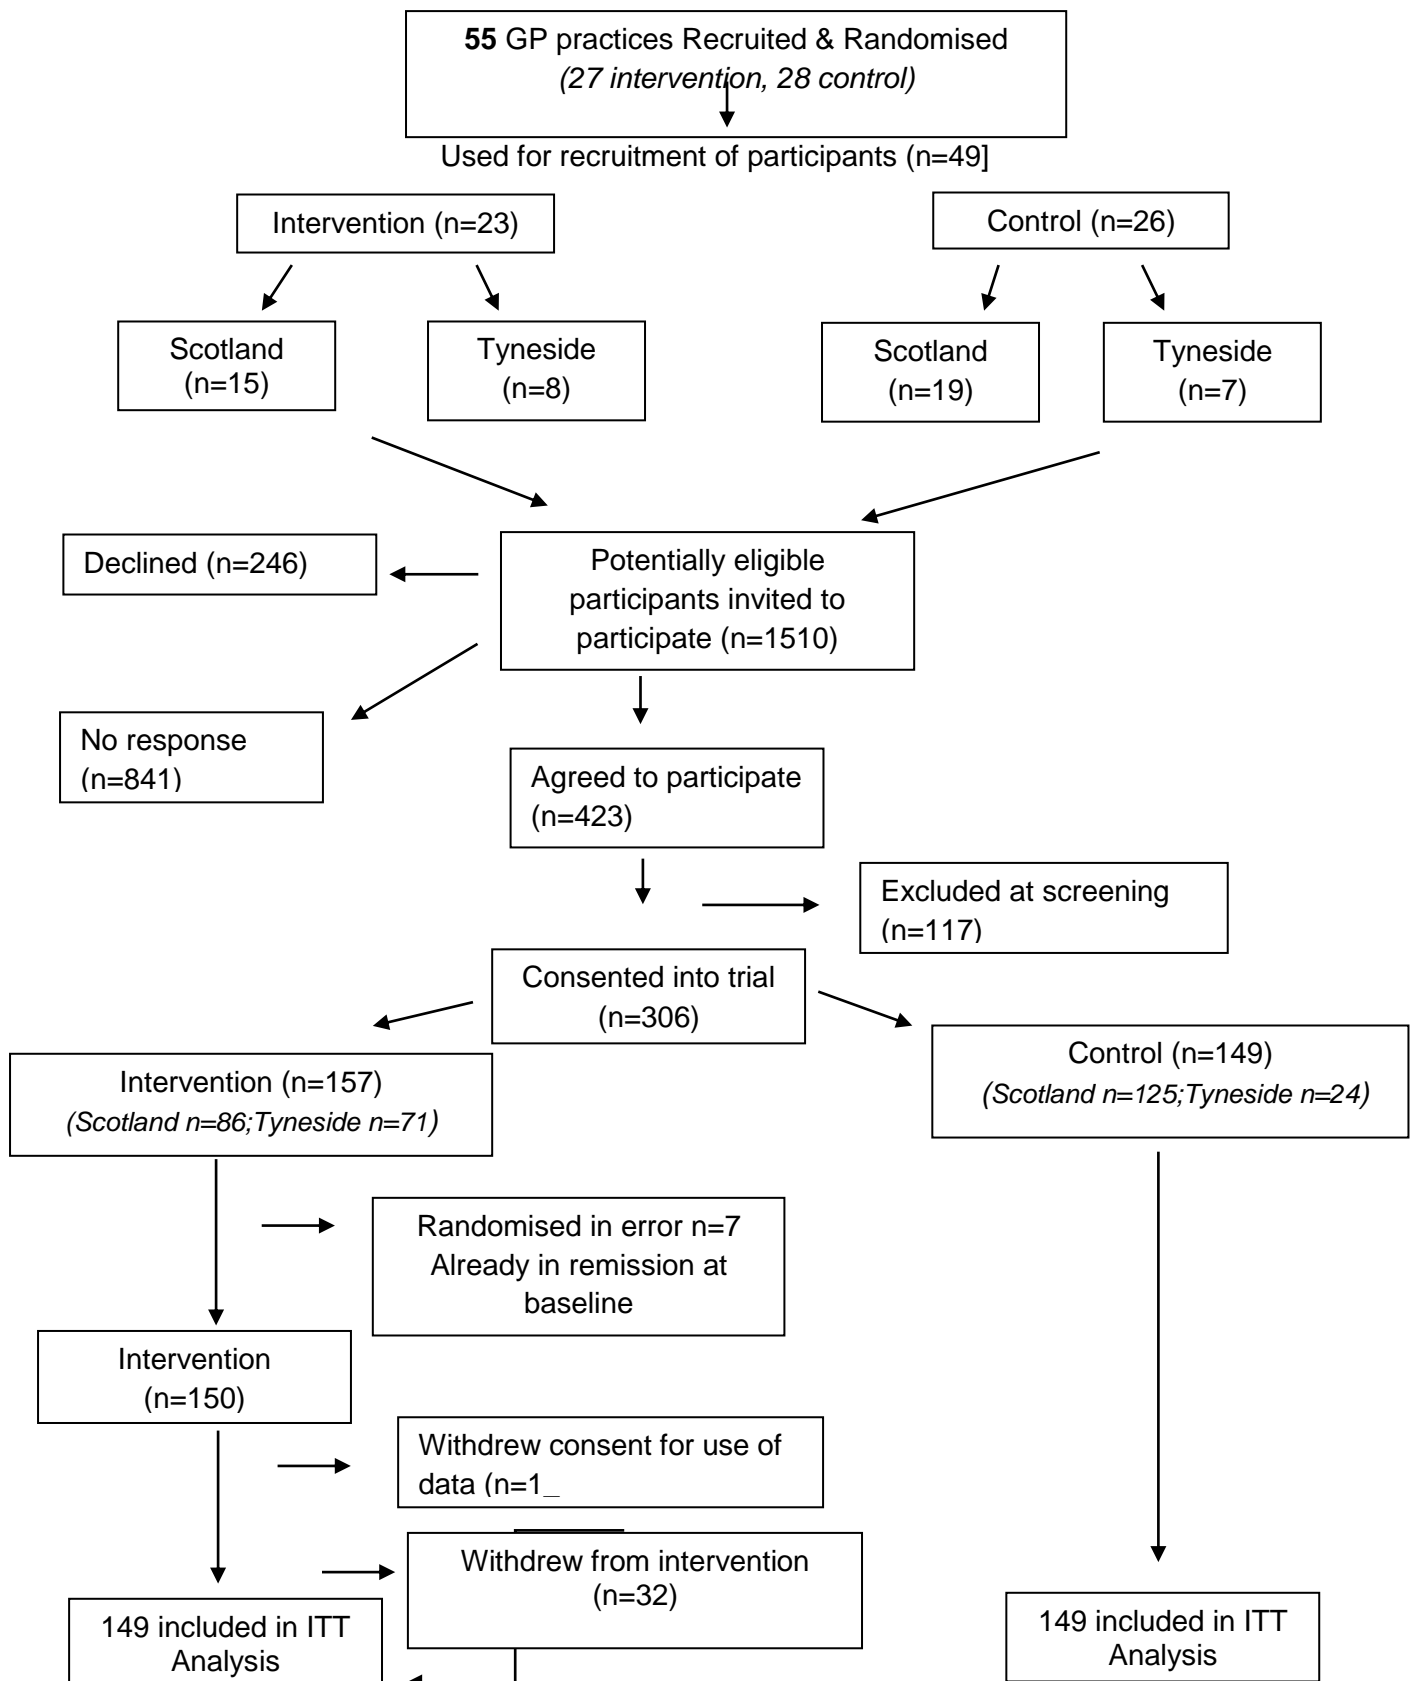 55 GP practices Recruited & Randomised
(27 intervention, 28 control)
Used for recruitment of participants (n=49]
Intervention (n=23)
Control (n=26)
Scotland
(n=15)
Tyneside
(n=8)
Scotland
(n=19)
Tyneside
(n=7)
Declined (n=246)
Potentially eligible
participants invited to
participate (n=1510)
No response
(n=841)
Agreed to participate
(n=423)
Excluded at screening
(n=117)
Consented into trial
(n=306)
Intervention (n=157)
(Scotland n=86;Tyneside n=71)
Control (n=149)
(Scotland n=125;Tyneside n=24)
Randomised in error n=7
Already in remission at
baseline
Intervention
(n=150)
Withdrew consent for use of
data (n=1_
Withdrew from intervention
(n=32)
149 included in ITT
Analysis
149 included in ITT
Analysis